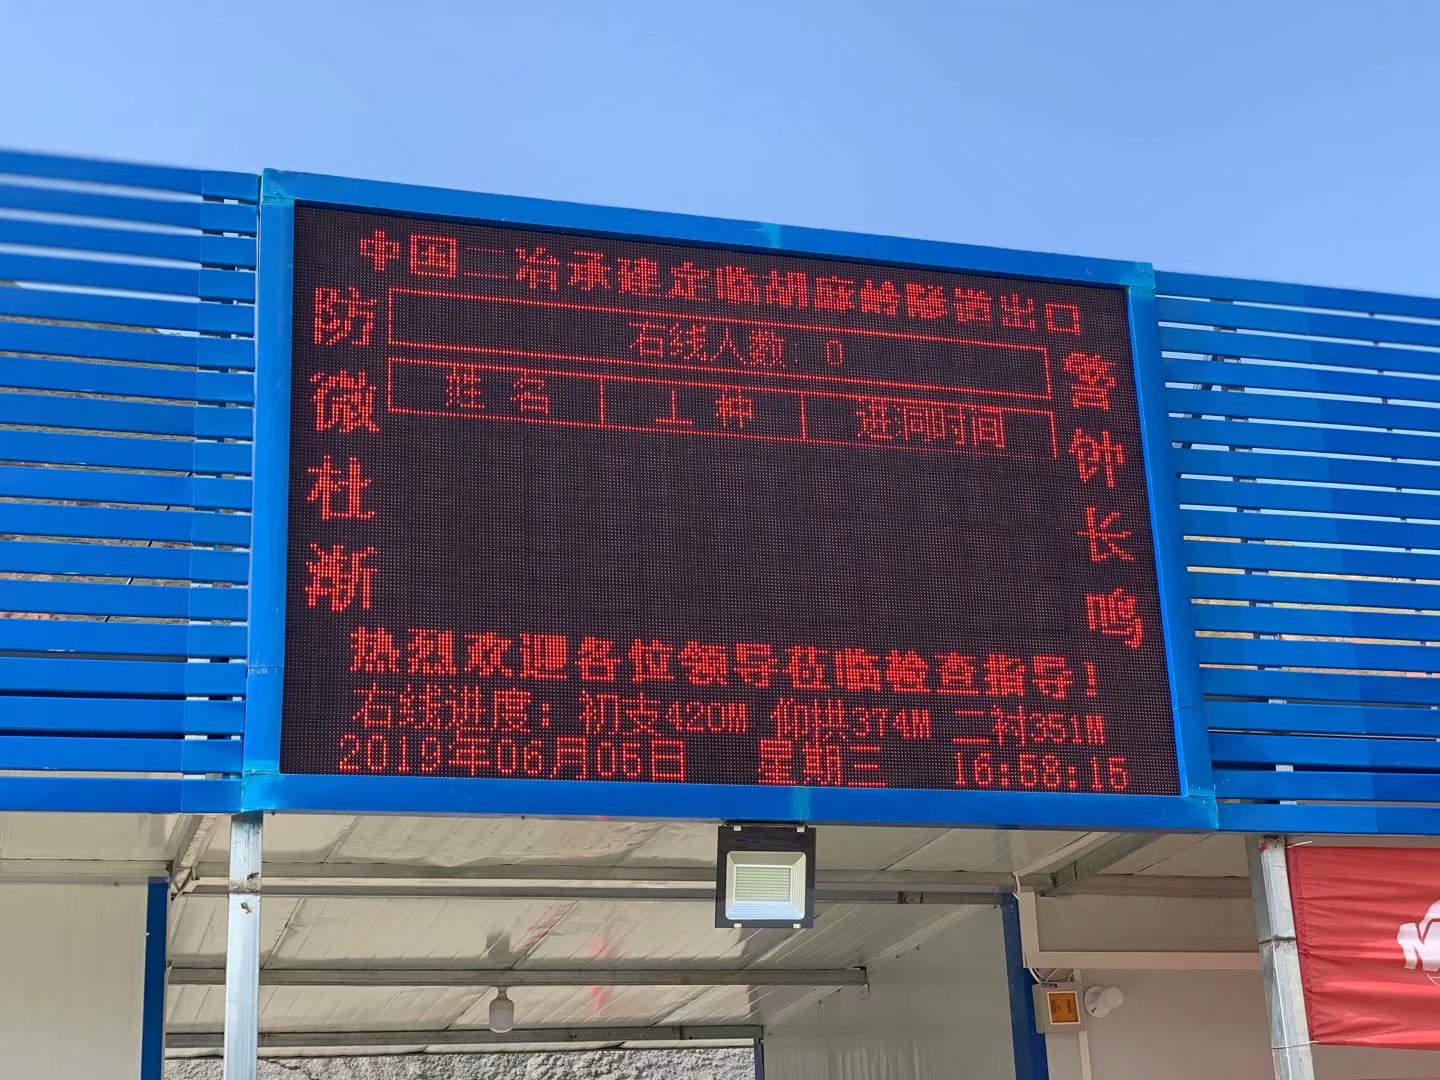 中国二冶承建定临胡麻岭隧道出口
防微杜渐
右线人数:0
姓名 工种 进洞时间
警钟长鸣
热烈欢迎各位领导莅临检查指导!
右线进度:初支420M 仰拱374M 二衬351M
2019年06月05日 星期三 16:58:15